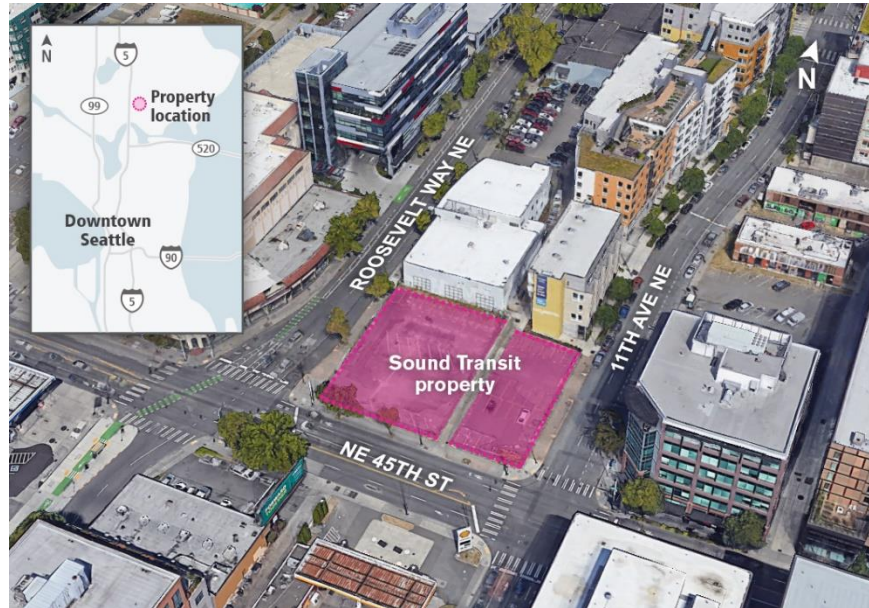 N
5
Property
location
99
520
Downtown
Seattle
90
5
N
ROOSEVELT WAY NE
11TH AVE NE
Sound Transit
property
NE 45TH ST